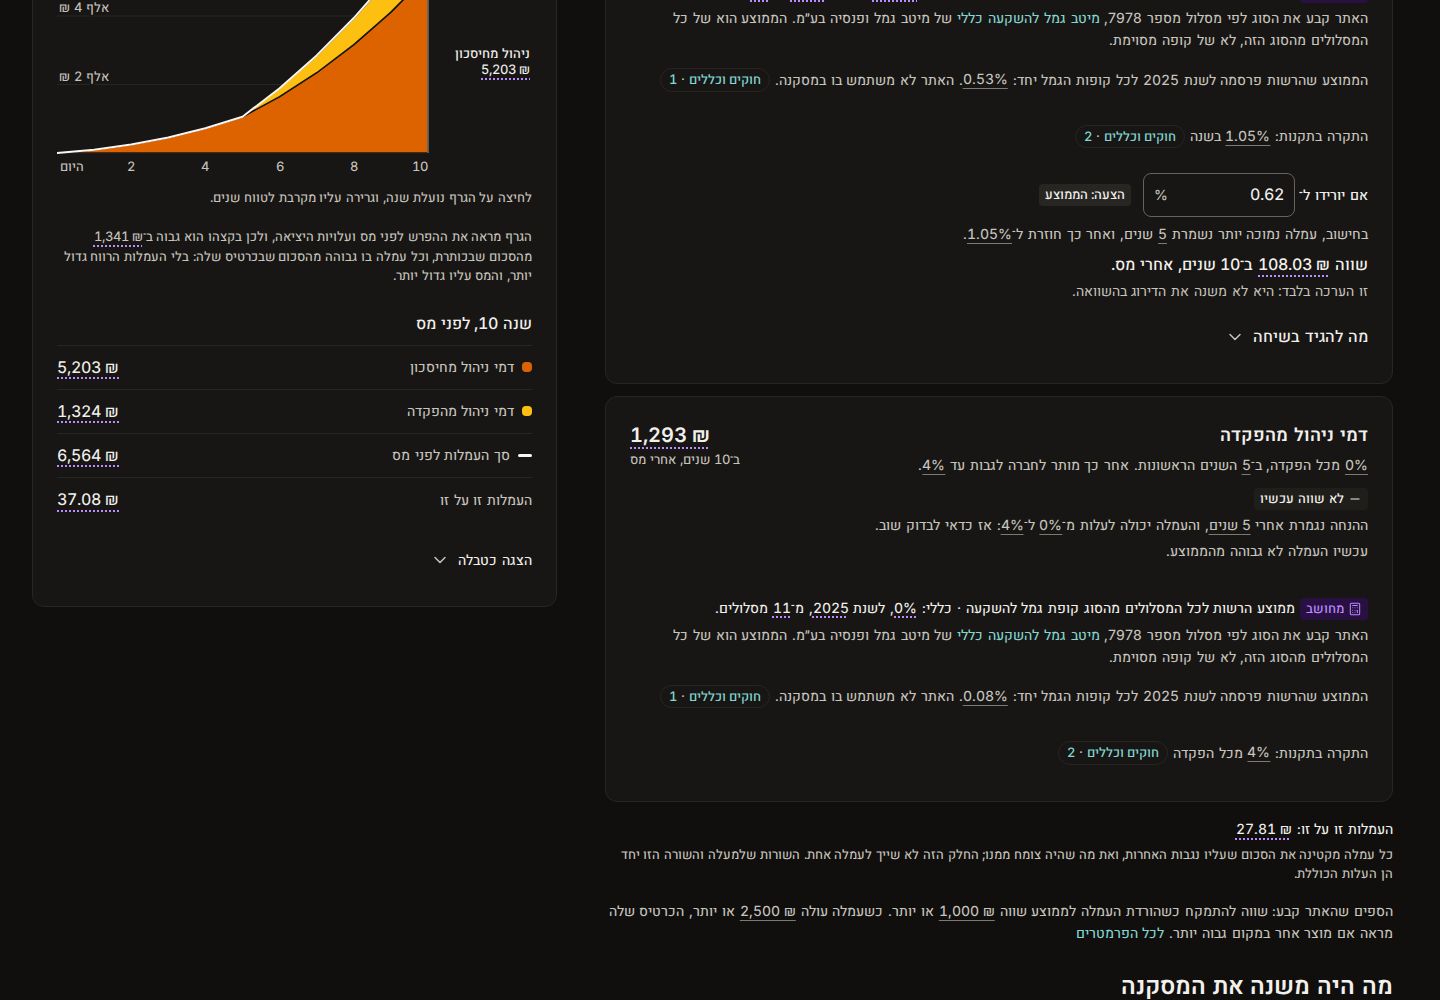 האתר קבע את הסוג לפי מסלול מספר 7978, מיטב גמל להשקעה כללי של מיטב גמל ופנסיה בע״מ. הממוצע הוא של כל
המסלולים מהסוג הזה, לא של קופה מסוימת.
הממוצע שהרשות פרסמה לשנת 2025 לכל קופות הגמל יחד: 0.53%. האתר לא משתמש בו במסקנה. חוקים וכללים · 1
התקרה בתקנות: 1.05% בשנה חוקים וכללים · 2
אם יורידו ל־ 0.62 % הצעה: הממוצע
בחישוב, עמלה נמוכה יותר נשמרת 5 שנים, ואחר כך חוזרת ל־1.05%.
שווה 108.03 ₪ ב־10 שנים, אחרי מס.
זו הערכה בלבד: היא לא משנה את הדירוג בהשוואה.
מה להגיד בשיחה
דמי ניהול מהפקדה
1,293 ₪
ב־10 שנים, אחרי מס
0% מכל הפקדה, ב־5 השנים הראשונות. אחר כך מותר לחברה לגבות עד 4%.
– לא שווה עכשיו
ההנחה נגמרת אחרי 5 שנים, והעמלה יכולה לעלות מ־0% ל־4%: אז כדאי לבדוק שוב.
עכשיו העמלה לא גבוהה מהממוצע.
מחושב ממוצע הרשות לכל המסלולים מהסוג קופת גמל להשקעה · כללי: 0%, לשנת 2025, מ־11 מסלולים.
האתר קבע את הסוג לפי מסלול מספר 7978, מיטב גמל להשקעה כללי של מיטב גמל ופנסיה בע״מ. הממוצע הוא של כל
המסלולים מהסוג הזה, לא של קופה מסוימת.
הממוצע שהרשות פרסמה לשנת 2025 לכל קופות הגמל יחד: 0.08%. האתר לא משתמש בו במסקנה. חוקים וכללים · 1
התקרה בתקנות: 4% מכל הפקדה חוקים וכללים · 2
העמלות זו על זו: 27.81 ₪
כל עמלה מקטינה את הסכום שעליו נגבות האחרות, ואת מה שהיה צומח ממנו; החלק הזה לא שייך לעמלה אחת. השורות שלמעלה והשורה הזו יחד
הן העלות הכוללת.
הספים שהאתר קבע: שווה להתמקח כשהורדת העמלה לממוצע שווה 1,000 ₪ או יותר. כשעמלה עולה 2,500 ₪ או יותר, הכרטיס שלה
מראה אם מוצר אחר במקום גבוה יותר. לכל הפרמטרים
מה היה משנה את המסקנה
4 אלף ₪
2 אלף ₪
ניהול מחיסכון
5,203 ₪
היום 2 4 6 8 10
לחיצה על הגרף נועלת שנה, וגרירה עליו מקרבת לטווח שנים.
הגרף מראה את ההפרש לפני מס ועלויות היציאה, ולכן בקצהו הוא גבוה ב־1,341 ₪
מהסכום שבכותרת, וכל עמלה בו גבוהה מהסכום שבכרטיס שלה: בלי העמלות הרווח גדול
יותר, והמס עליו גדול יותר.
שנה 10, לפני מס
דמי ניהול מחיסכון 5,203 ₪
דמי ניהול מהפקדה 1,324 ₪
סך העמלות לפני מס 6,564 ₪
העמלות זו על זו 37.08 ₪
הצגה כטבלה